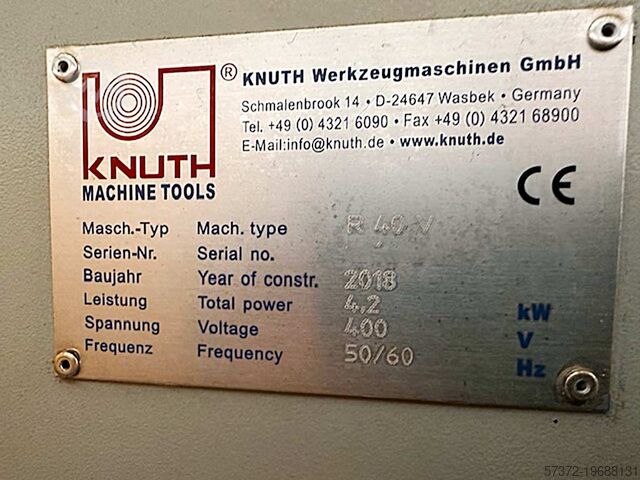 KNUTH
MACHINE TOOLS
®
KNUTH Werkzeugmaschinen GmbH
Schmalenbrook 14 • D-24647 Wasbek • Germany
Tel. +49 (0) 4321 6090 • Fax +49 (0) 4321 68900
E-Mail:info@knuth.de • www.knuth.de
CE
Masch.-Typ Mach. type R 40 V
Serien-Nr. Serial no.
Baujahr Year of constr. 2018
Leistung Total power 4.2 kW
Spannung Voltage 400 V
Frequenz Frequency 50/60 Hz
57372-19688131